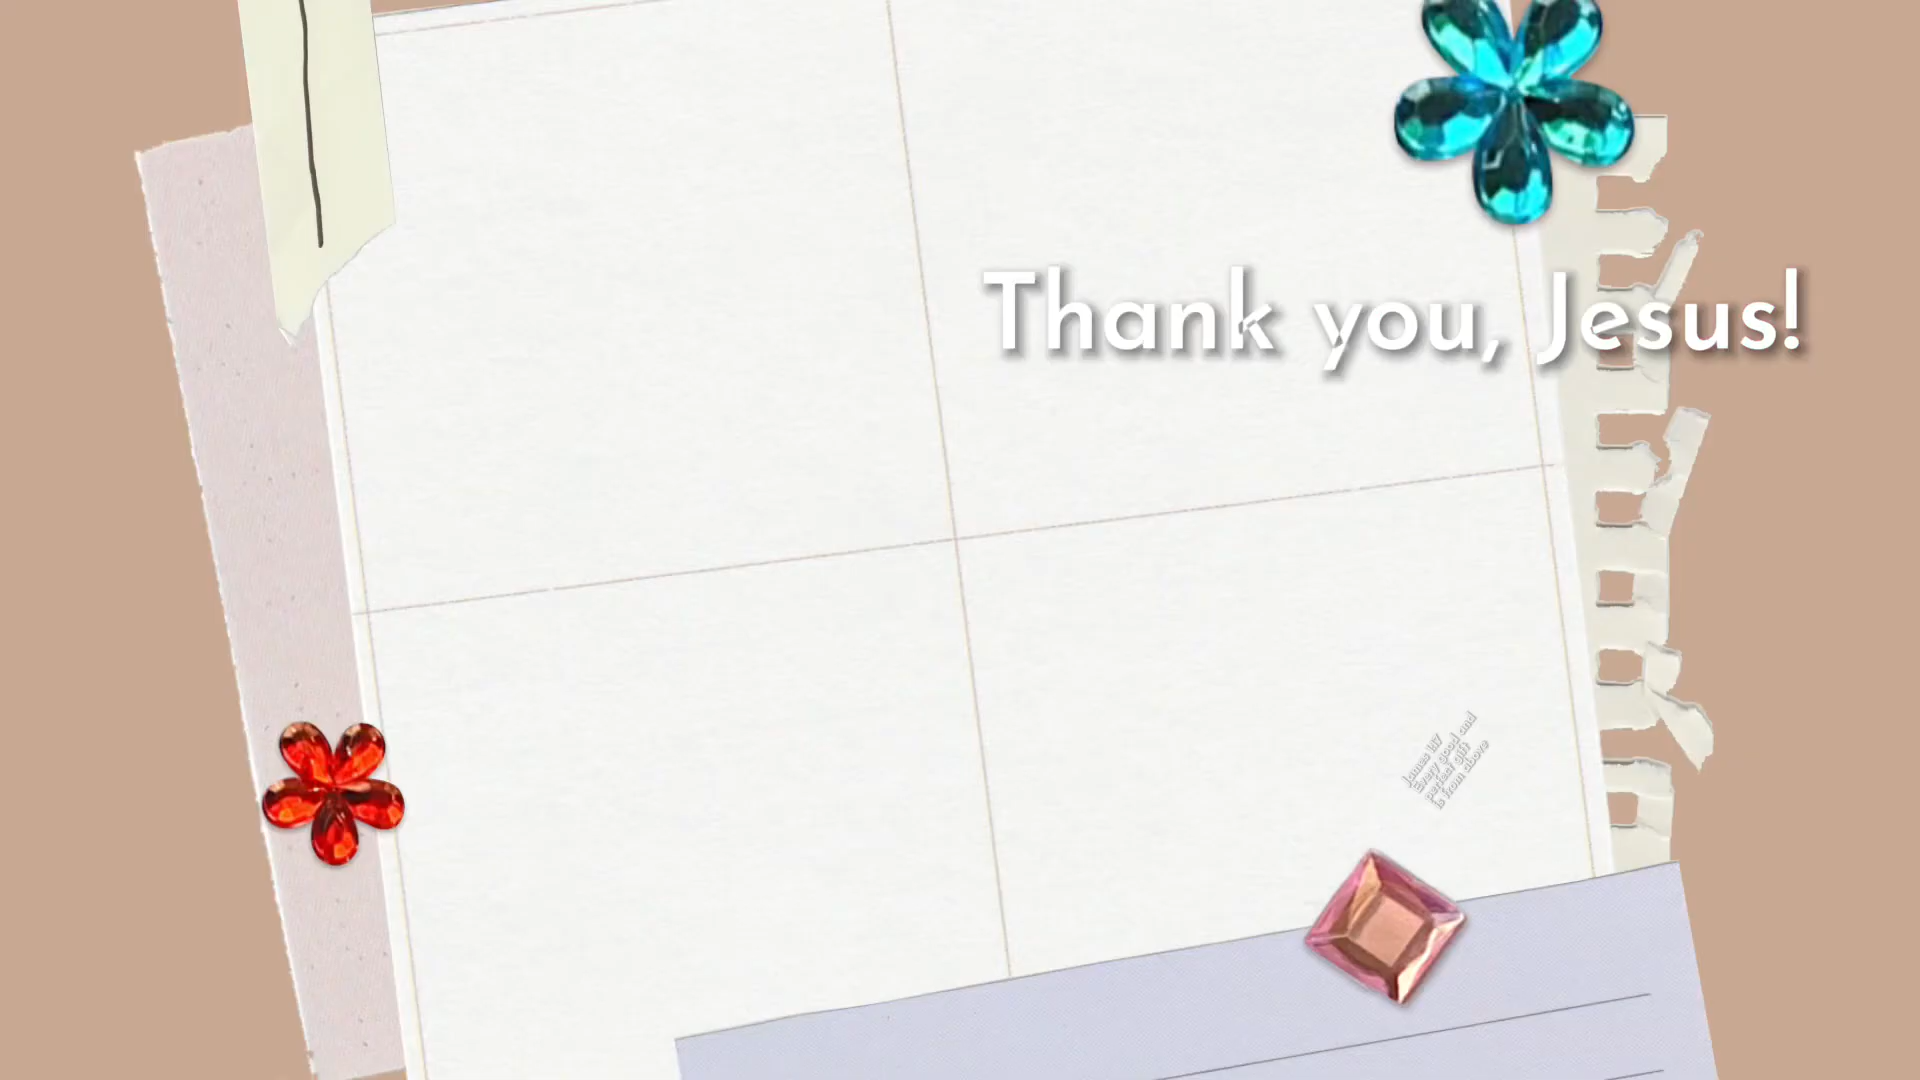 Thank you, Jesus!
James 1:17
Every good and
perfect gift
is from above